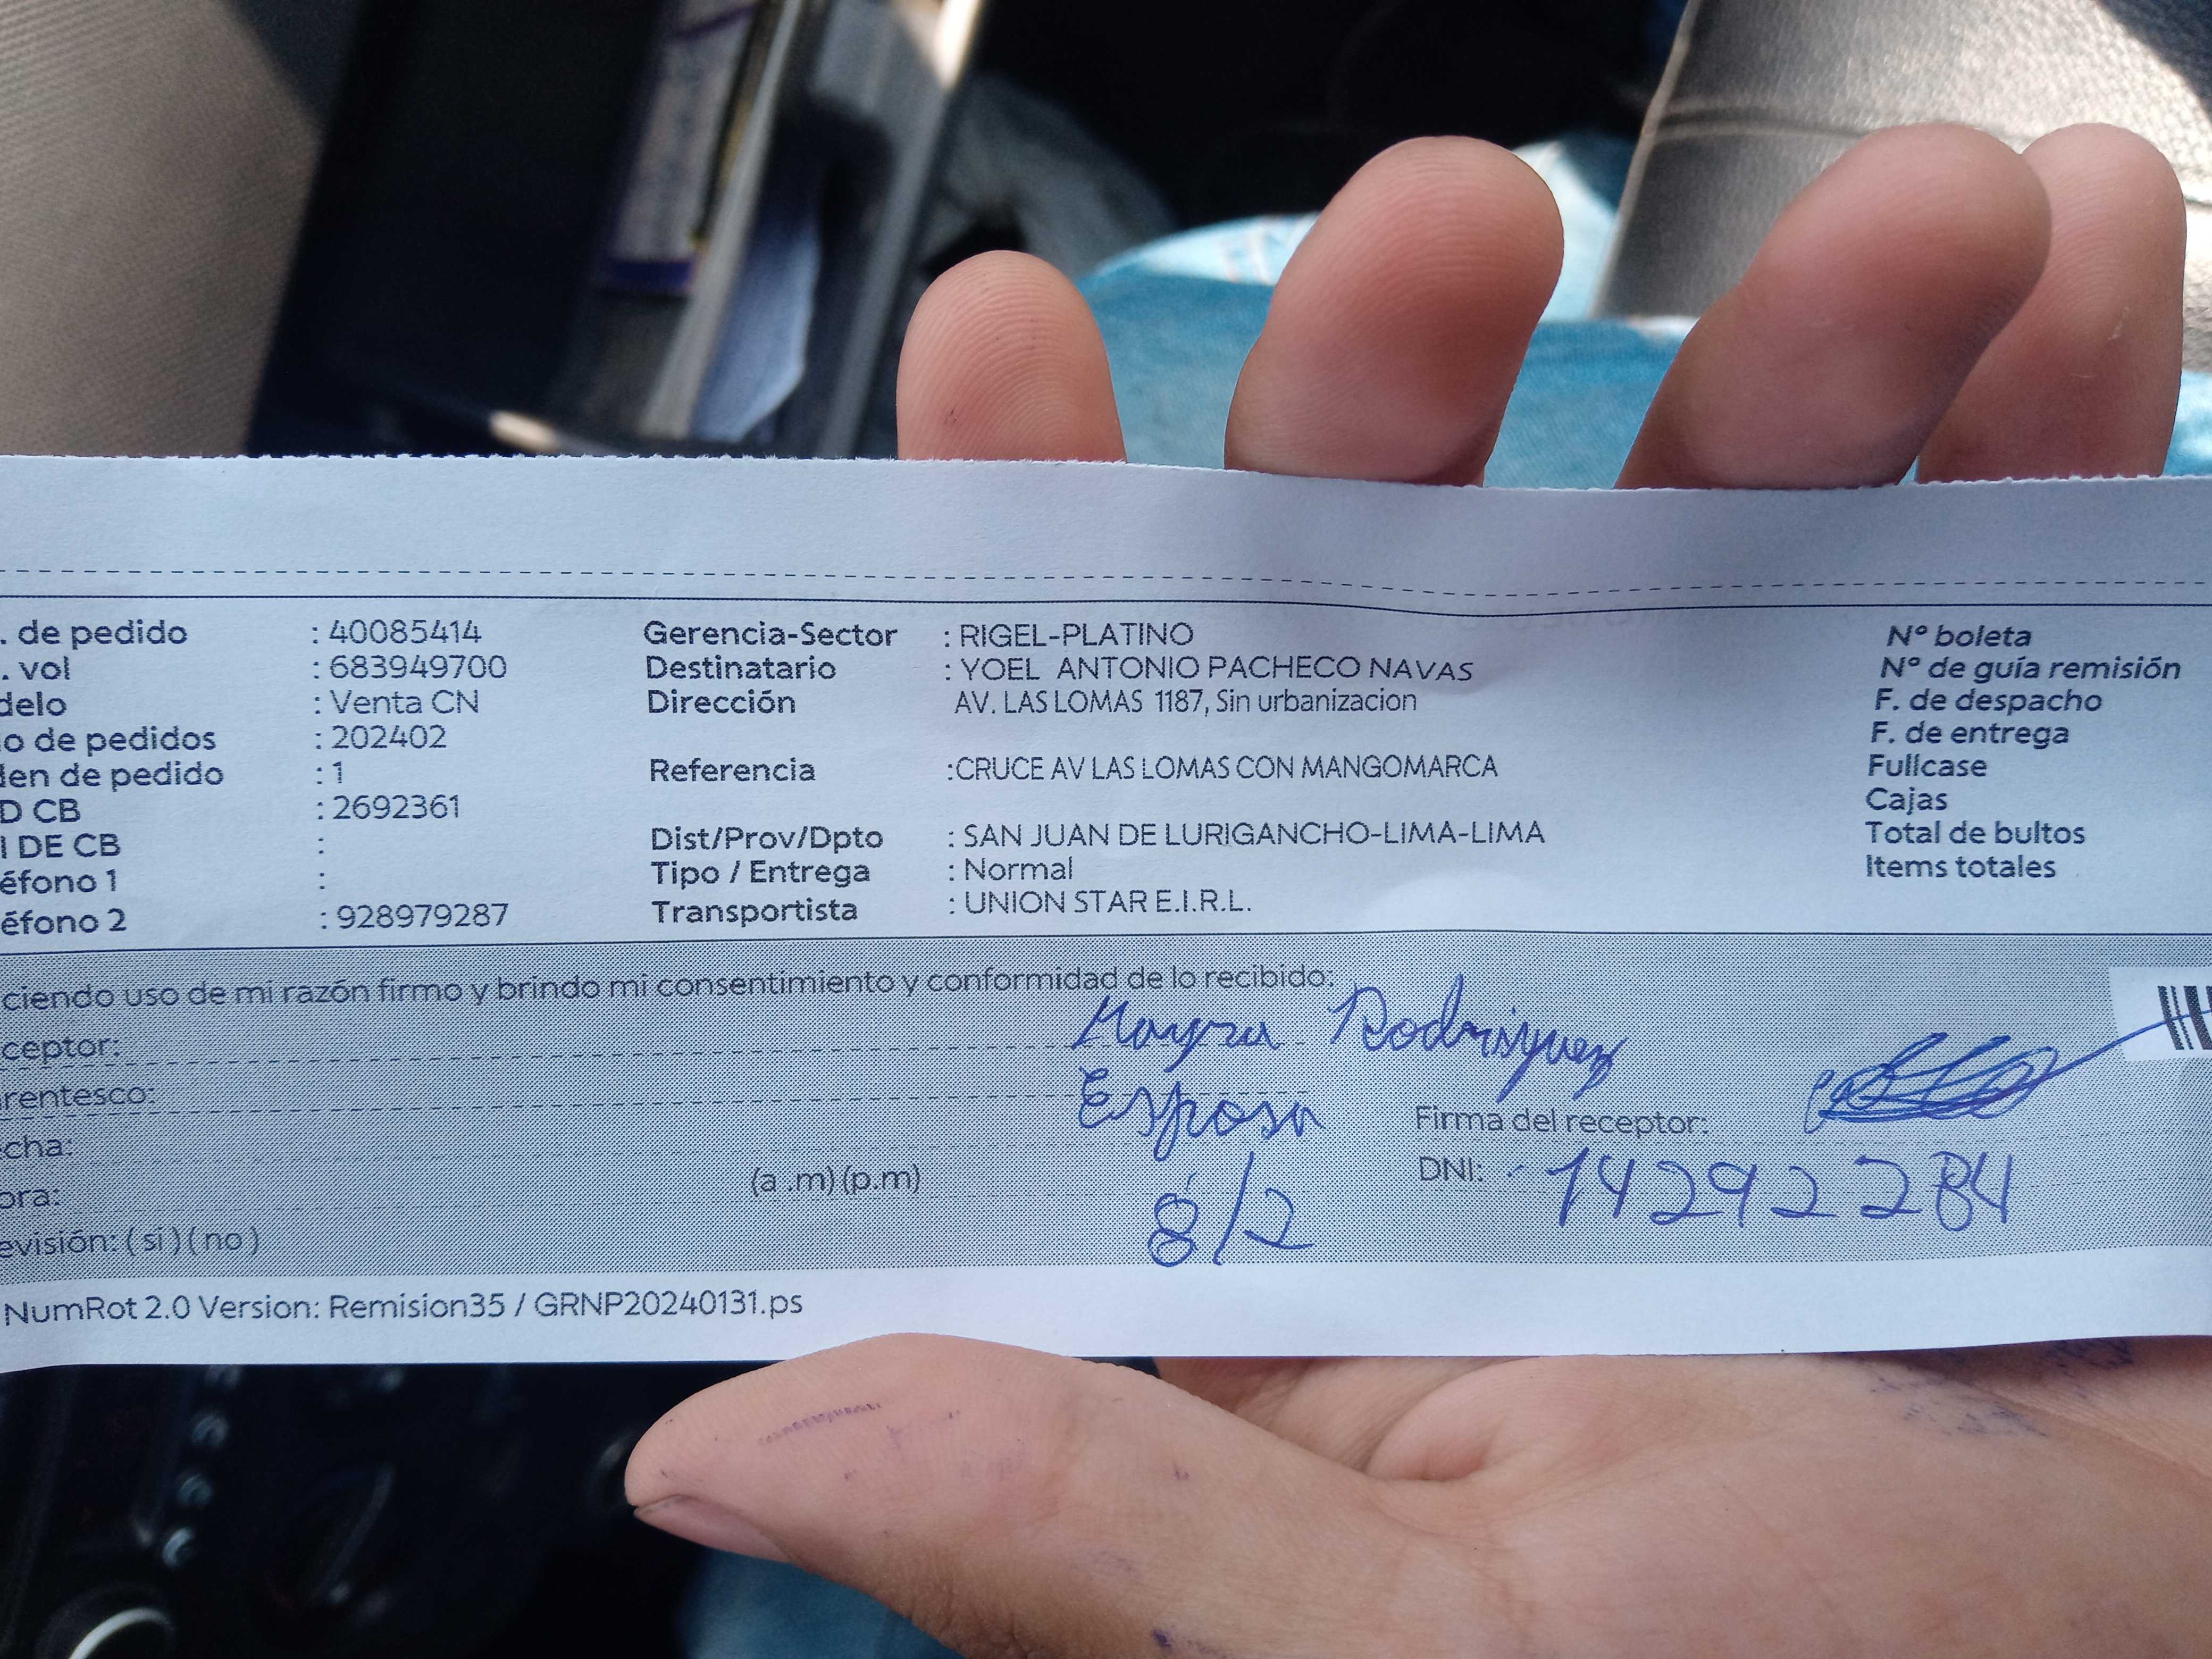 . de pedido : 40085414 Gerencia-Sector : RIGEL-PLATINO N° boleta
. vol : 683949700 Destinatario : YOEL ANTONIO PACHECO NAVAS N° de guía remisión
delo : Venta CN Dirección AV. LAS LOMAS 1187, Sin urbanizacion F. de despacho
o de pedidos : 202402 F. de entrega
den de pedido : 1 Referencia :CRUCE AV LAS LOMAS CON MANGOMARCA Fullcase
D CB : 2692361 Cajas
I DE CB : Dist/Prov/Dpto : SAN JUAN DE LURIGANCHO-LIMA-LIMA Total de bultos
éfono 1 : Tipo / Entrega : Normal Items totales
éfono 2 : 928979287 Transportista : UNION STAR E.I.R.L.
ciendo uso de mi razón firmo y brindo mi consentimiento y conformidad de lo recibido:
ceptor: Mayra Rodriguez
rentesco: Esposa Firma del receptor:
echa: 8/2 DNI: 14292284
ora: (a .m) (p.m)
evisión: ( sí ) ( no )
NumRot 2.0 Version: Remision35 / GRNP20240131.ps